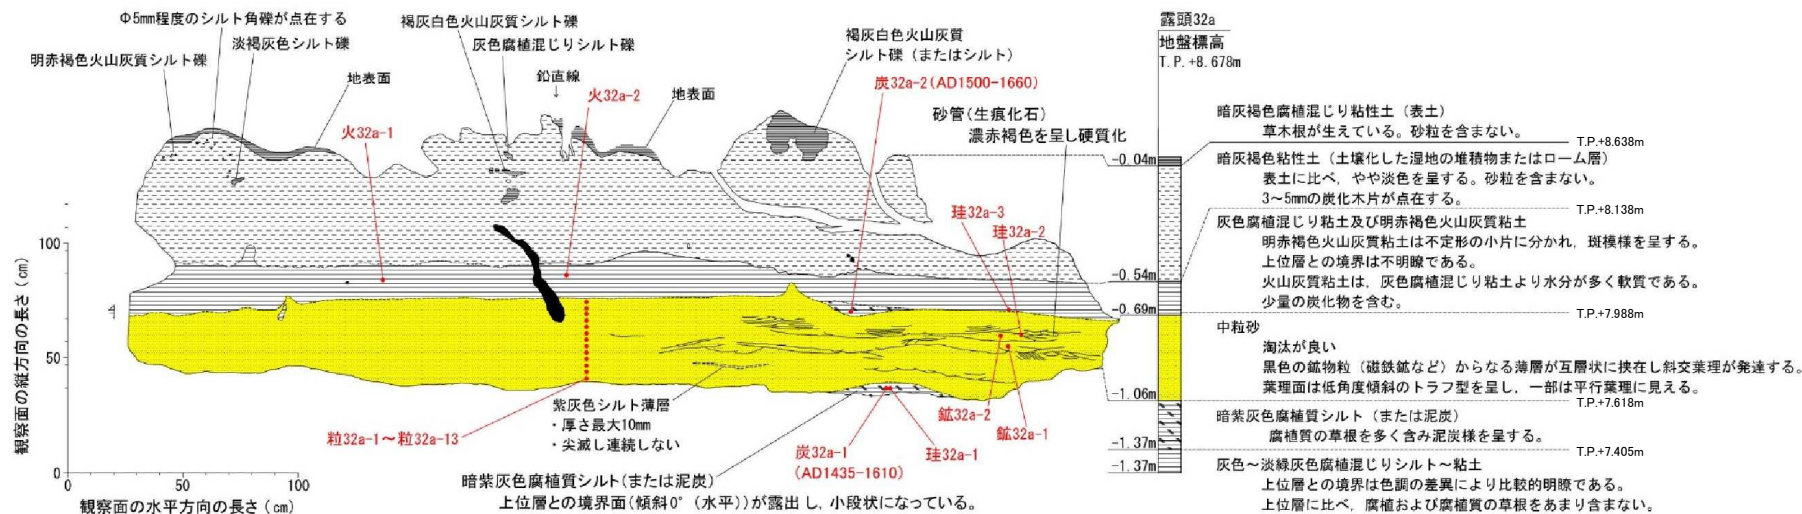 Φ5mm程度のシルト角礫が点在する
淡褐灰色シルト礫
明赤褐色火山灰質シルト礫
地表面
褐灰白色火山灰質シルト礫
灰色腐植混じりシルト礫
鉛直線
火32a-2
地表面
火32a-1
褐灰白色火山灰質
シルト礫（またはシルト）
炭32a-2(AD1500-1660)
砂管(生痕化石)
濃赤褐色を呈し硬質化
珪32a-3
珪32a-2
鉱32a-2
鉱32a-1
紫灰色シルト薄層
・厚さ最大10mm
・尖滅し連続しない
粒32a-1～粒32a-13
炭32a-1
(AD1435-1610)
珪32a-1
暗紫灰色腐植質シルト(または泥炭)
上位層との境界面(傾斜0°（水平))が露出し、小段状になっている。
観察面の縦方向の長さ（cm）
100
50
0
0
50
100
観察面の水平方向の長さ（cm）
露頭32a
地盤標高
T.P.+8.678m
-0.04m
-0.54m
-0.69m
-1.06m
-1.37m
-1.37m
暗灰褐色腐植混じり粘性土（表土）
草木根が生えている。砂粒を含まない。
T.P.+8.638m
暗灰褐色粘性土（土壌化した湿地の堆積物またはローム層）
表土に比べ，やや淡色を呈する。砂粒を含まない。
3～5mmの炭化木片が点在する。
T.P.+8.138m
灰色腐植混じり粘土及び明赤褐色火山灰質粘土
明赤褐色火山灰質粘土は不定形の小片に分かれ，斑模様を呈する。
上位層との境界は不明瞭である。
火山灰質粘土は，灰色腐植混じり粘土より水分が多く軟質である。
少量の炭化物を含む。
T.P.+7.988m
中粒砂
淘汰が良い
黒色の鉱物粒（磁鉄鉱など）からなる薄層が互層状に挟在し斜交葉理が発達する。
葉理面は低角度傾斜のトラフ型を呈し，一部は平行葉理に見える。
T.P.+7.618m
暗紫灰色腐植質シルト（または泥炭）
腐植質の草根を多く含み泥炭様を呈する。
T.P.+7.405m
灰色～淡緑灰色腐植混じりシルト～粘土
上位層との境界は色調の差異により比較的明瞭である。
上位層に比べ，腐植および腐植質の草根をあまり含まない。